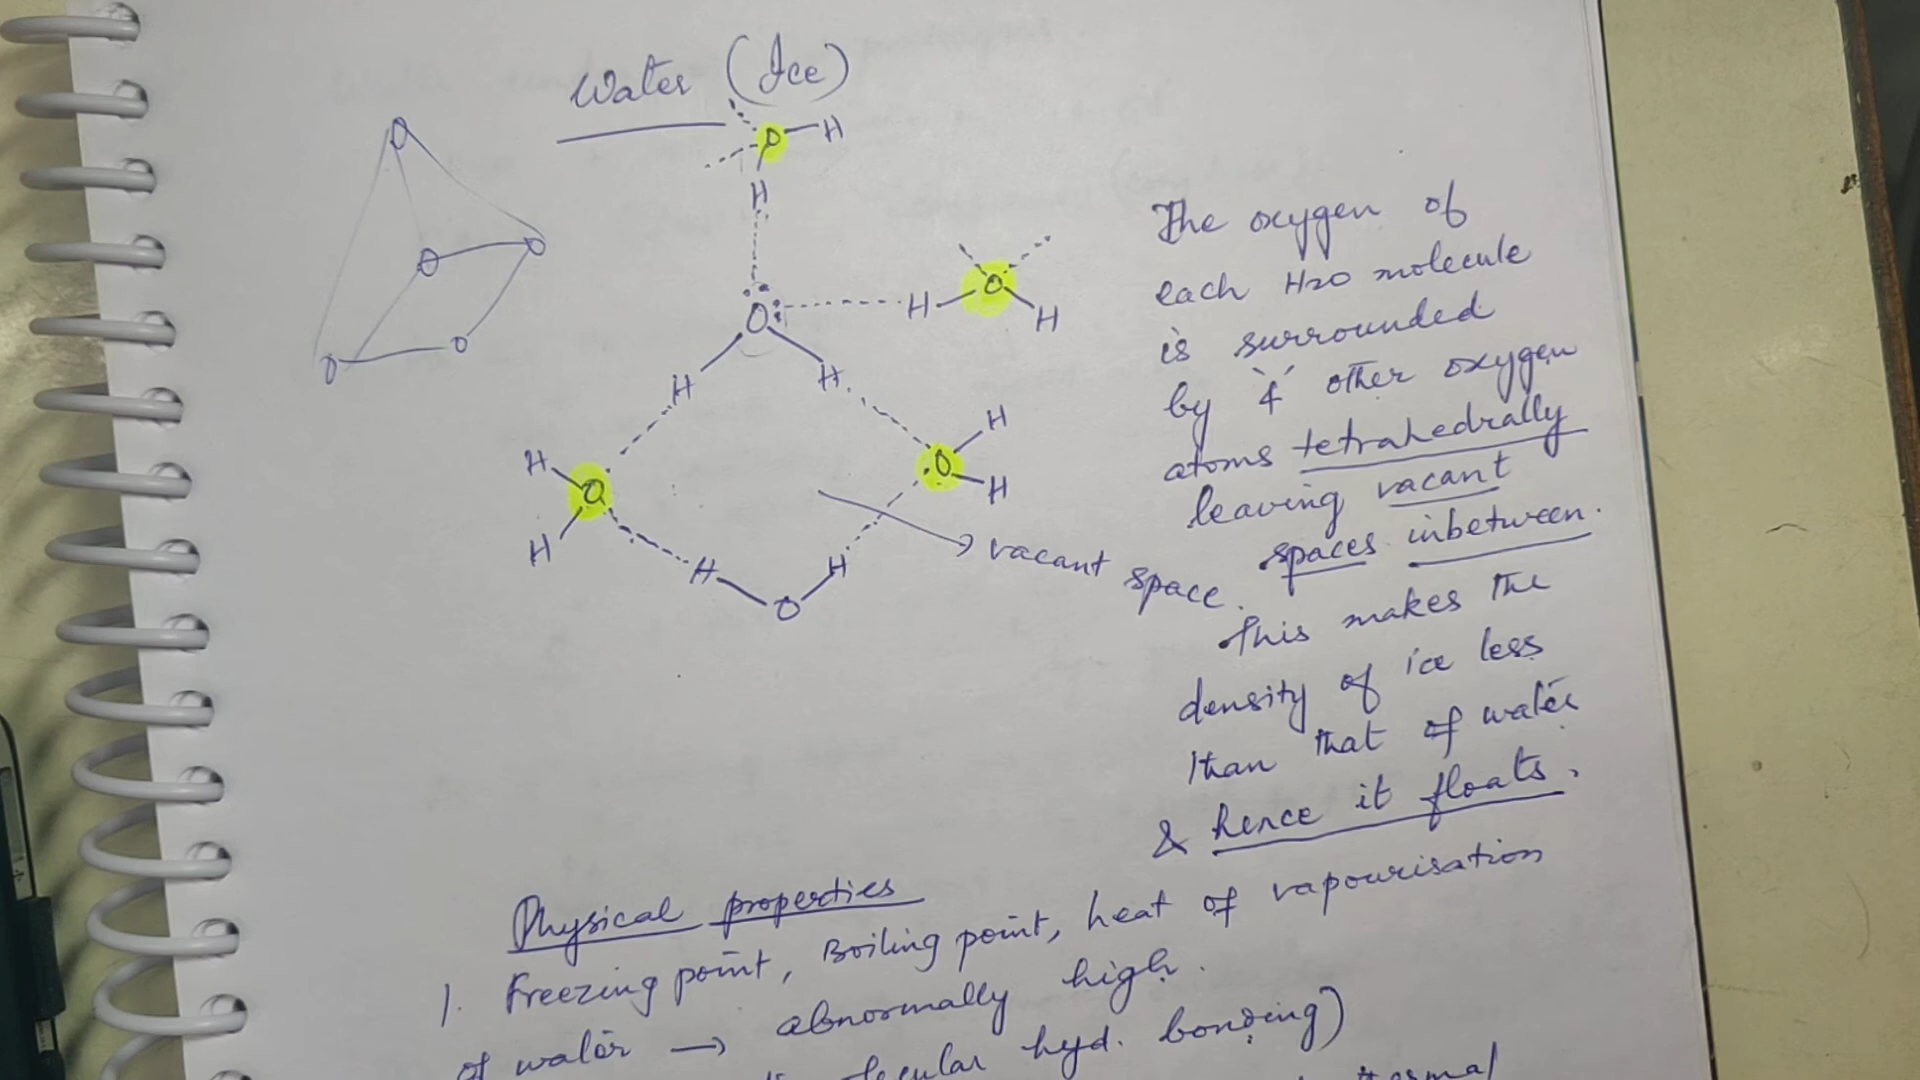 Water (Ice)
O-H
H
O
O
O
O
O
O
H-O
H
H
H
H
O
H
H
O
H
H
O
H
H
O
→ vacant space.
The oxygen of
each H2O molecule
is surrounded
by '4' other oxygen
atoms tetrahedrally
leaving vacant
spaces inbetween.
This makes the
density of ice less
than that of water
& hence it floats.
Physical properties
1. Freezing point, Boiling point, heat of vapourisation
of water → abnormally high.
lecular hyd. bonding)